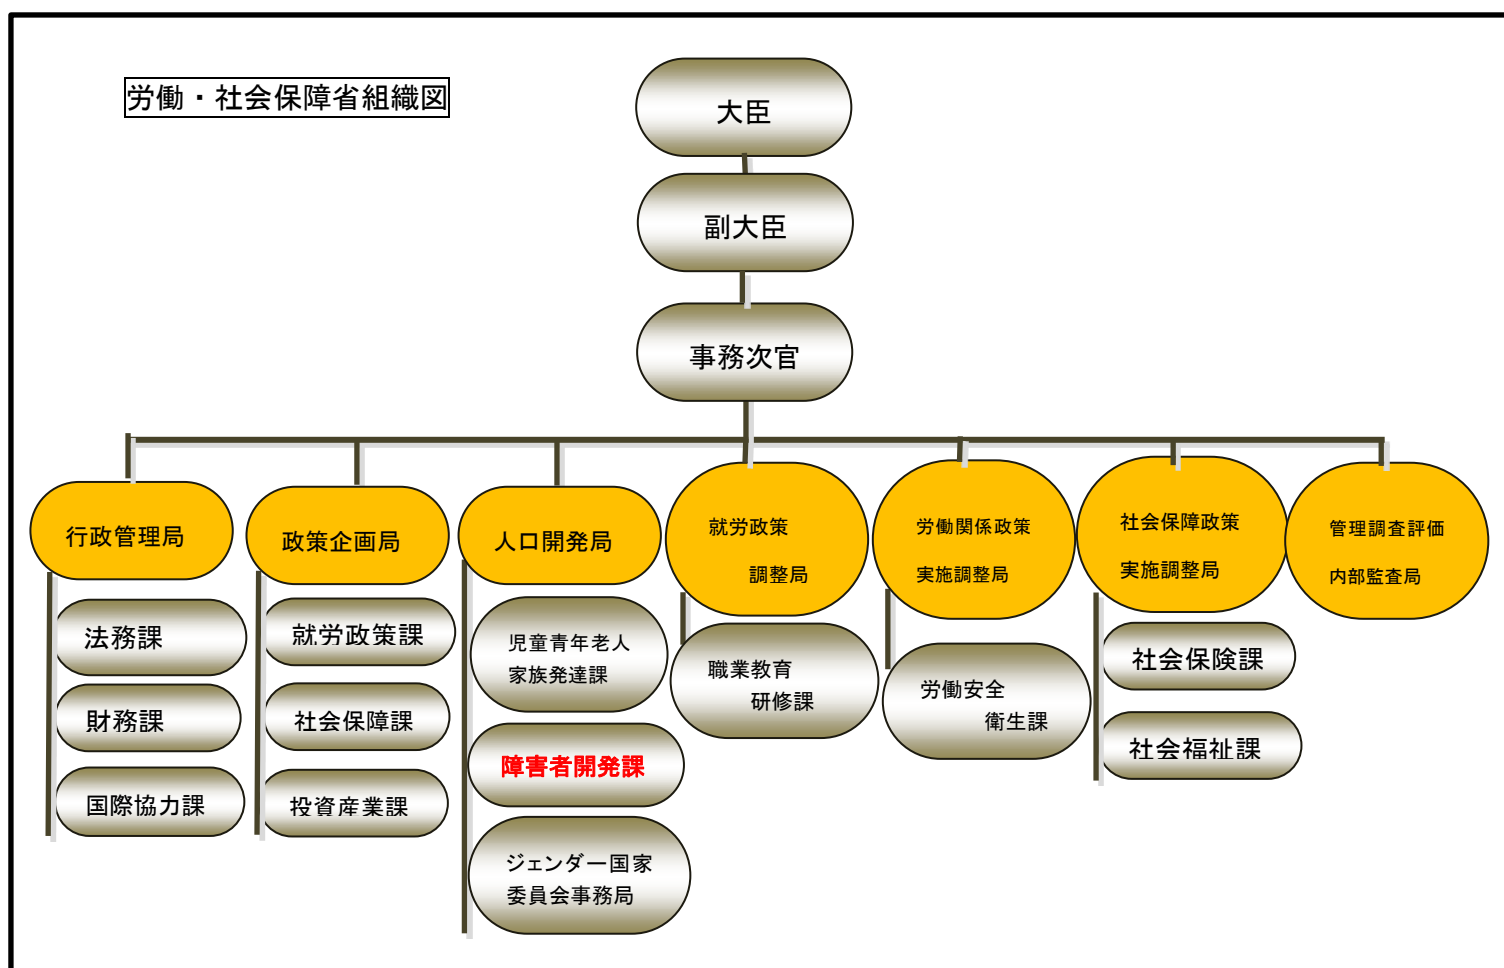 労働・社会保障省組織図
大臣
副大臣
事務次官
行政管理局
法務課
財務課
国際協力課
政策企画局
就労政策課
社会保障課
投資産業課
人口開発局
児童青年老人
家族発達課
障害者開発課
ジェンダー国家
委員会事務局
就労政策
調整局
職業教育
研修課
労働関係政策
実施調整局
労働安全
衛生課
社会保障政策
実施調整局
社会保険課
社会福祉課
管理調査評価
内部監査局